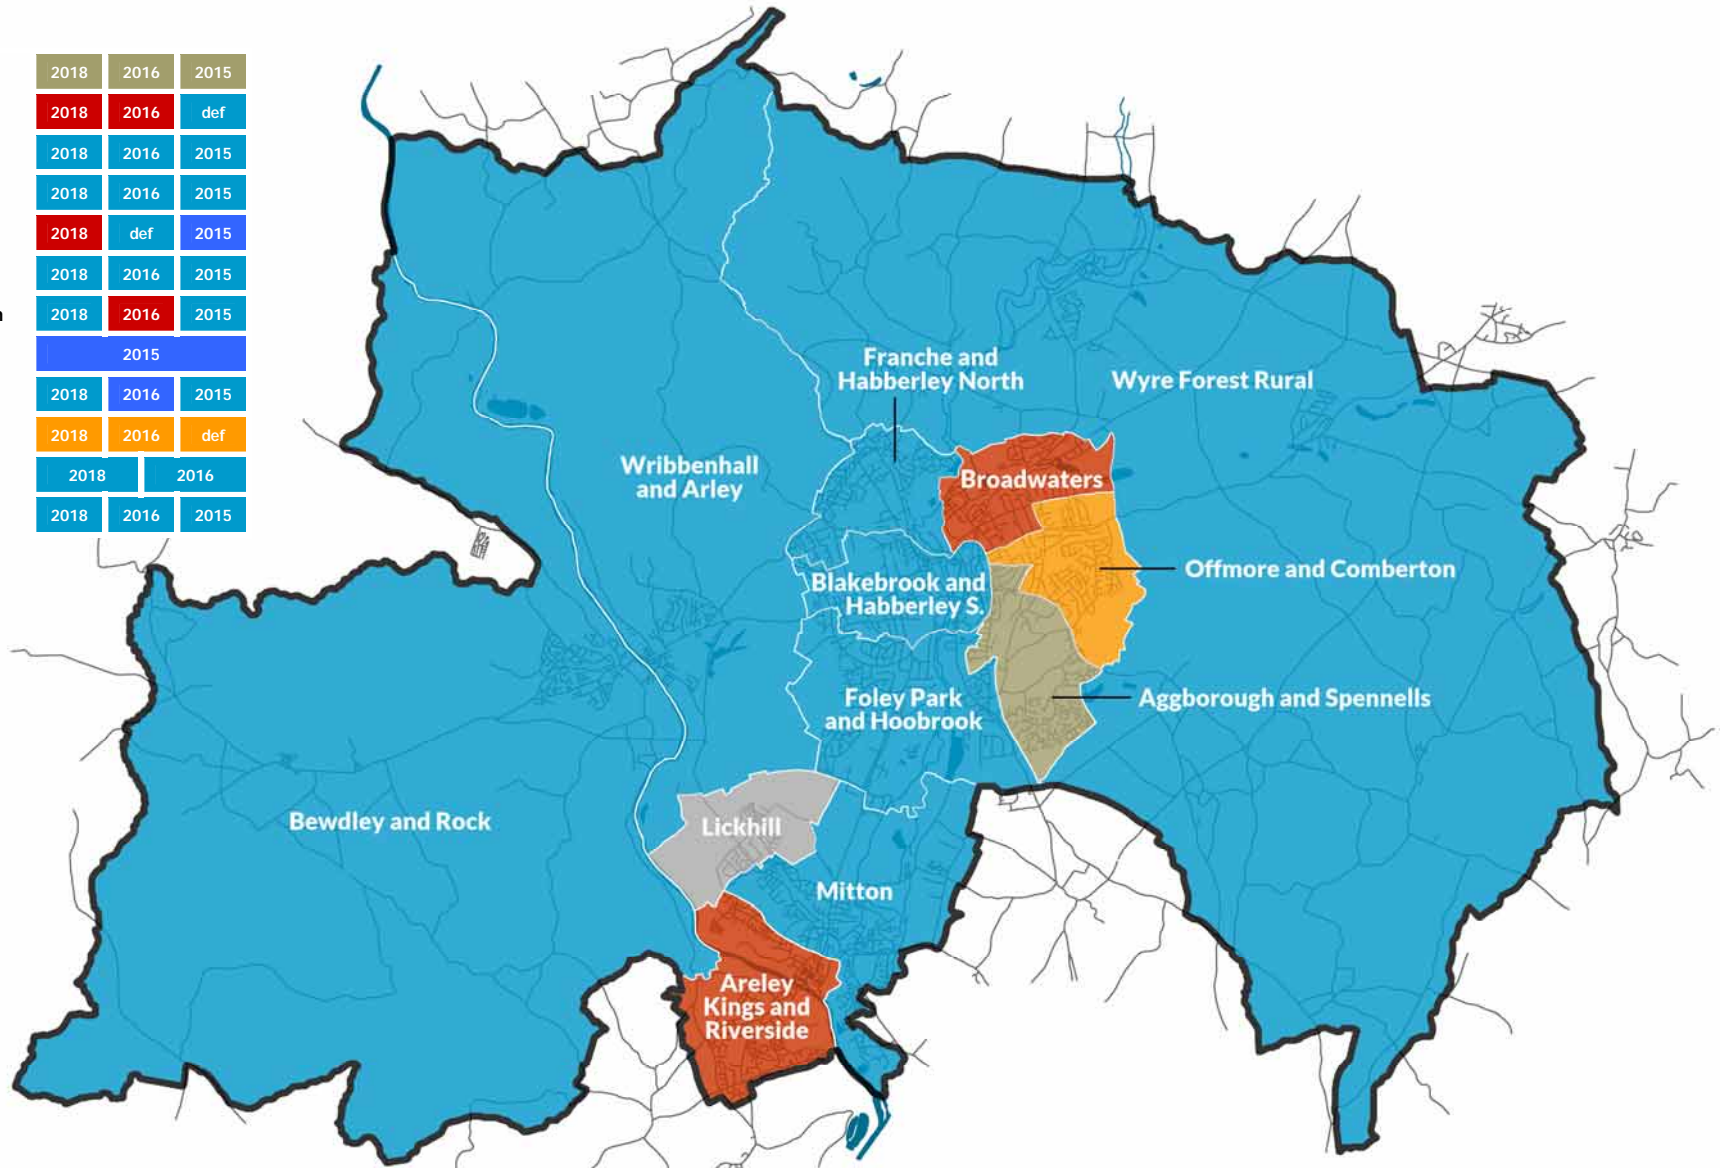 2018 2016 2015
2018 2016 def
2018 2016 2015
2018 2016 2015
2018 def 2015
2018 2016 2015
2018 2016 2015
2015
2018 2016 2015
2018 2016 def
2018 2016
2018 2016 2015
Franche and
Habberley North
Wyre Forest Rural
Wribbenhall
and Arley
Broadwaters
Offmore and Comberton
Blakebrook and
Habberley S.
Foley Park
and Hoobrook
Aggborough and Spennells
Bewdley and Rock
Lickhill
Mitton
Areley
Kings and
Riverside